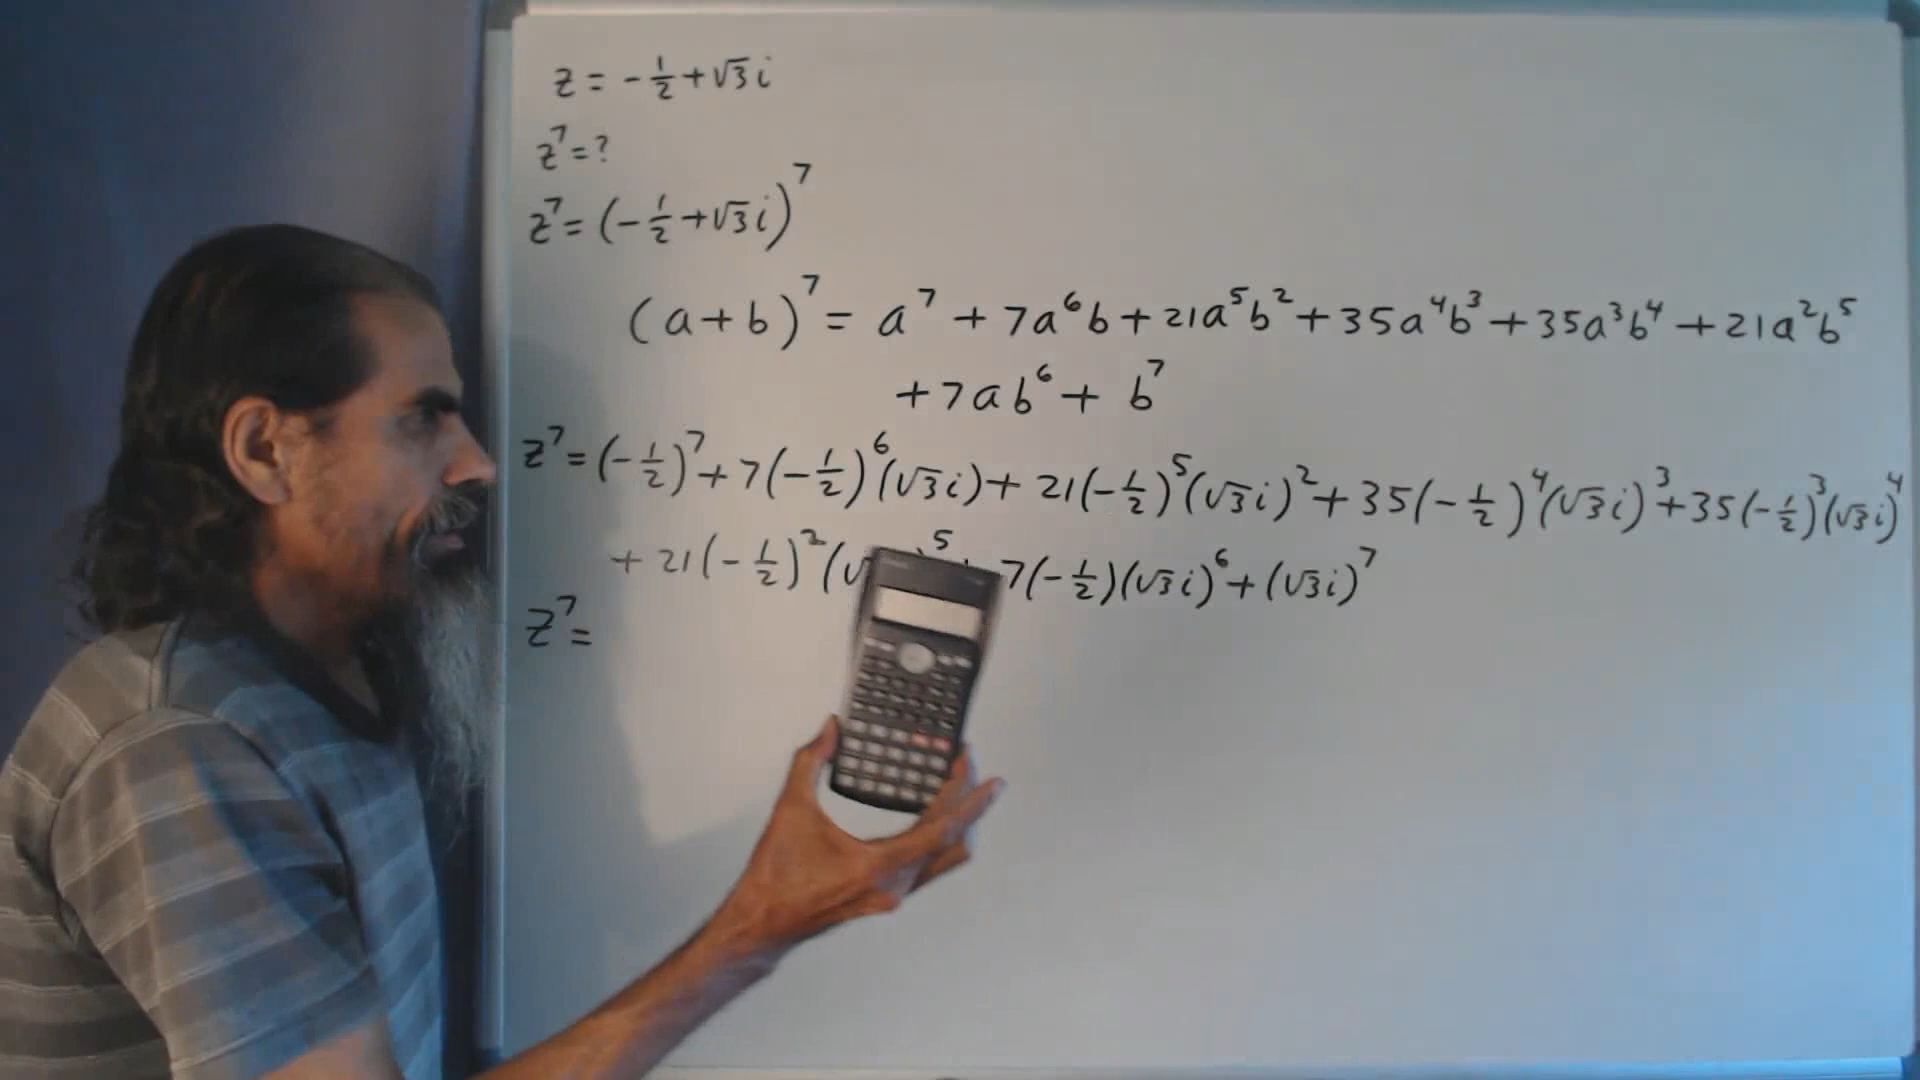 z = -1/2 + √3 i
z⁷ = ?
z⁷ = (-1/2 + √3 i)⁷
(a + b)⁷ = a⁷ + 7a⁶b + 21a⁵b² + 35a⁴b³ + 35a³b⁴ + 21a²b⁵
+ 7ab⁶ + b⁷
z⁷ = (-1/2)⁷ + 7(-1/2)⁶(√3 i) + 21(-1/2)⁵(√3 i)² + 35(-1/2)⁴(√3 i)³ + 35(-1/2)³(√3 i)⁴
+ 21(-1/2)²(√ )⁵ + 7(-1/2)(√3 i)⁶ + (√3 i)⁷
z⁷ =